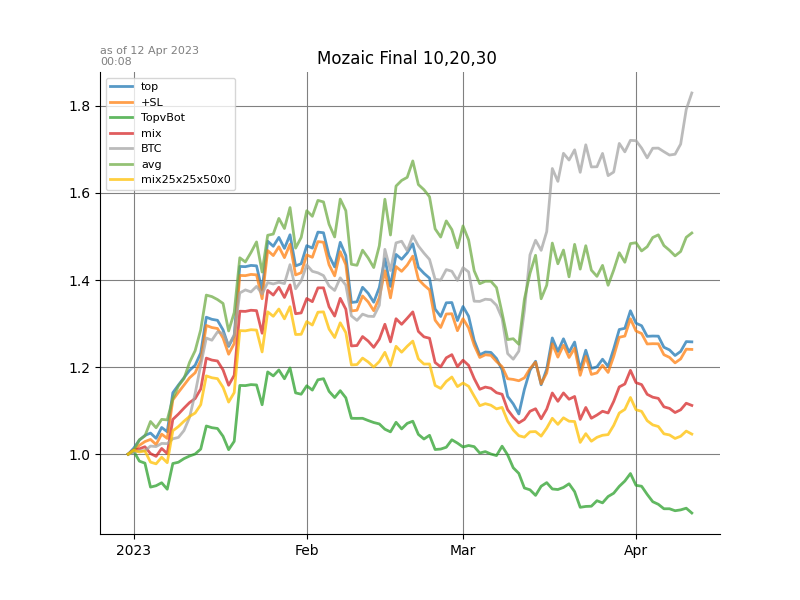 as of 12 Apr 2023
00:08
Mozaic Final 10,20,30
top
+SL
TopvBot
mix
BTC
avg
mix25x25x50x0
1.8
1.6
1.4
1.2
1.0
2023 Feb Mar Apr